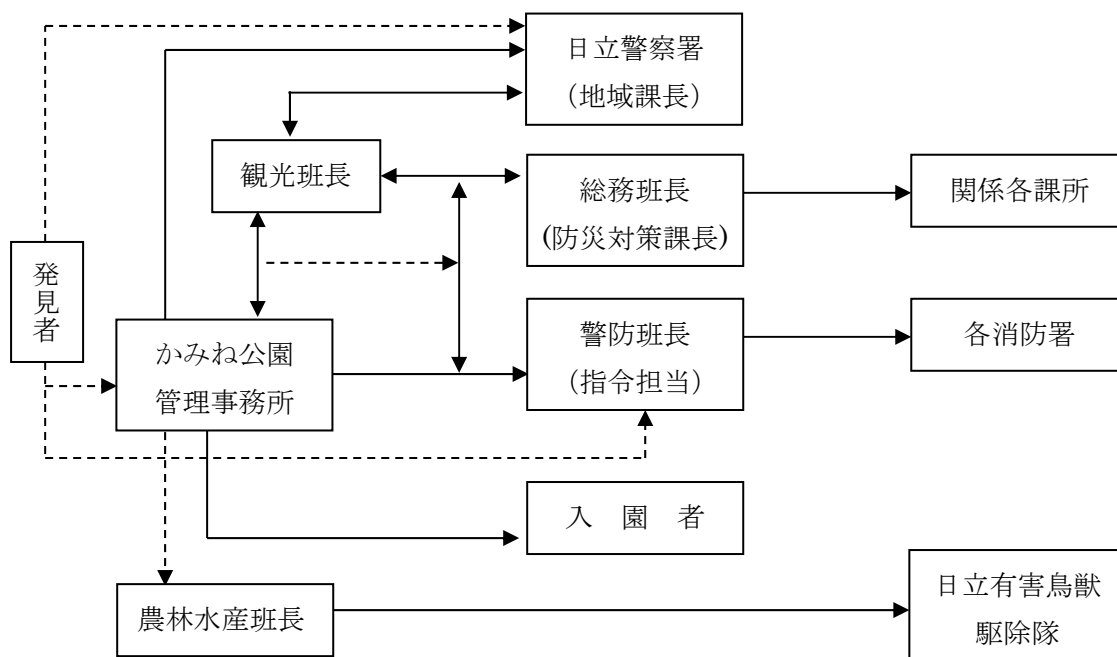 日立警察署
（地域課長）
観光班長
総務班長
(防災対策課長)
関係各課所
発見者
かみね公園
管理事務所
警防班長
（指令担当）
各消防署
入　園　者
農林水産班長
日立有害鳥獣
駆除隊